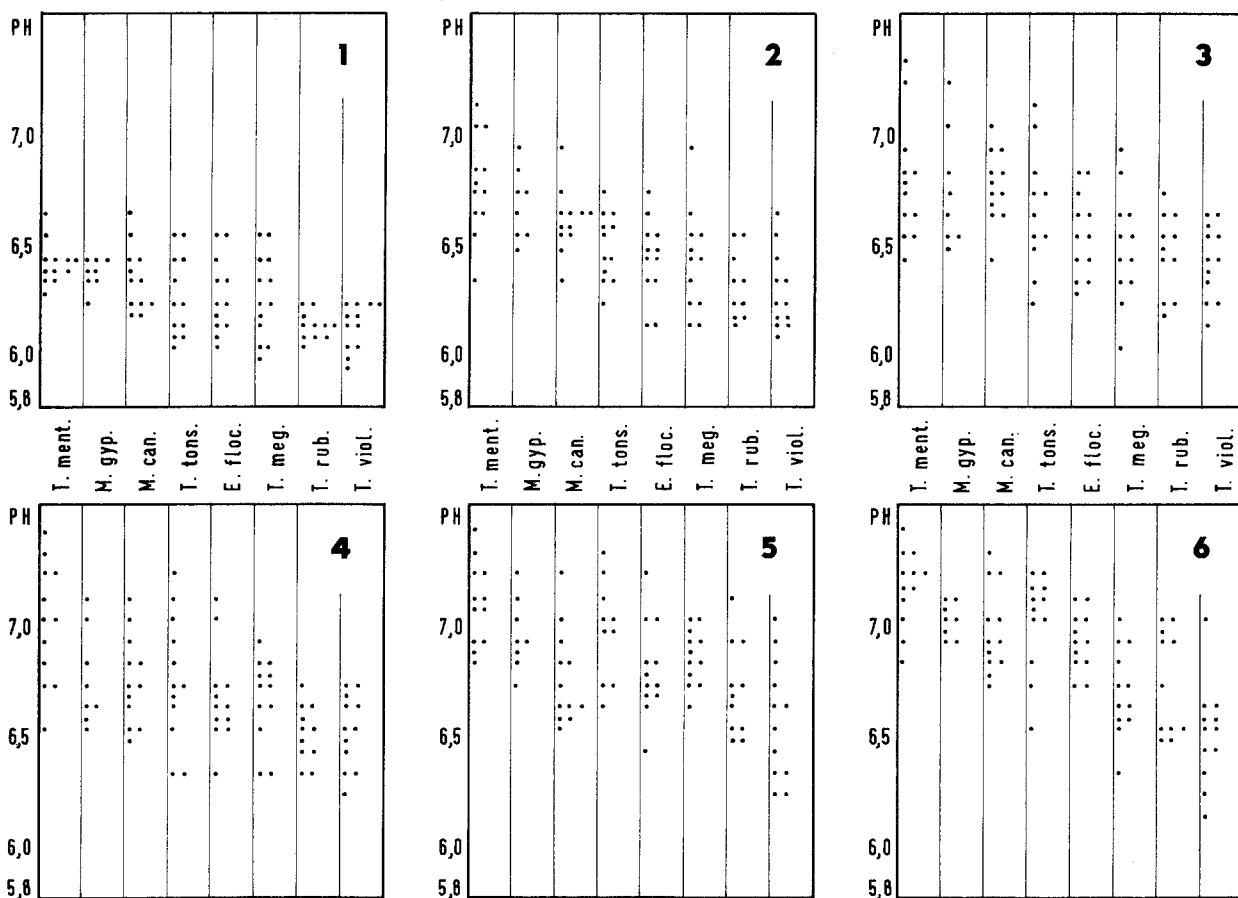 PH
1
7,0
6,5
6,0
5,8
2
PH
3
7,0
6,5
6,0
5,8
PH
7,0
6,5
6,0
5,8
T. ment.
M. gyp.
M. can.
T. tons.
E. floc.
T. meg.
T. rub.
T. viol.
T. ment.
M. gyp.
M. can.
T. tons.
E. floc.
T. meg.
T. rub.
T. viol.
T. ment.
M. gyp.
M. can.
T. tons.
E. floc.
T. meg.
T. rub.
T. viol.
PH
4
7,0
6,5
6,0
5,8
PH
5
7,0
6,5
6,0
5,8
PH
6
7,0
6,5
6,0
5,8